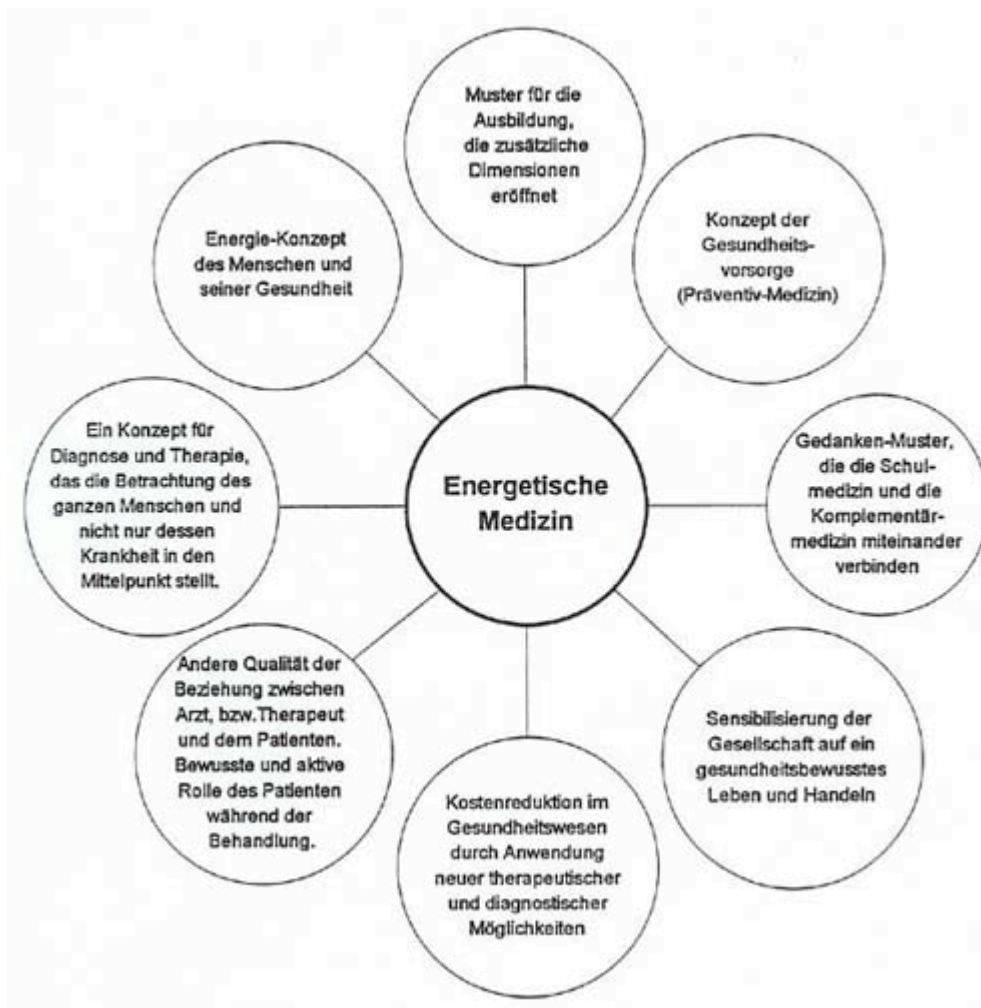 Muster für die
Ausbildung,
die zusätzliche
Dimensionen
eröffnet
Konzept der
Gesundheits-
vorsorge
(Präventiv-Medizin)
Energie-Konzept
des Menschen und
seiner Gesundheit
Ein Konzept für
Diagnose und Therapie,
das die Betrachtung des
ganzen Menschen und
nicht nur dessen
Krankheit in den
Mittelpunkt stellt.
Energetische
Medizin
Gedanken-Muster,
die die Schul-
medizin und die
Komplementär-
medizin miteinander
verbinden
Andere Qualität der
Beziehung zwischen
Arzt, bzw.Therapeut
und dem Patienten.
Bewusste und aktive
Rolle des Patienten
während der
Behandlung.
Kostenreduktion im
Gesundheitswesen
durch Anwendung
neuer therapeutischer
und diagnostischer
Möglichkeiten
Sensibilisierung der
Gesellschaft auf ein
gesundheitsbewusstes
Leben und Handeln